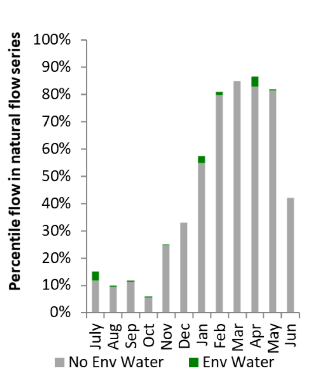 Percentile flow in natural flow series
100%
90%
80%
70%
60%
50%
40%
30%
20%
10%
0%
July
Aug
Sep
Oct
Nov
Dec
Jan
Feb
Mar
Apr
May
Jun
No Env Water
Env Water